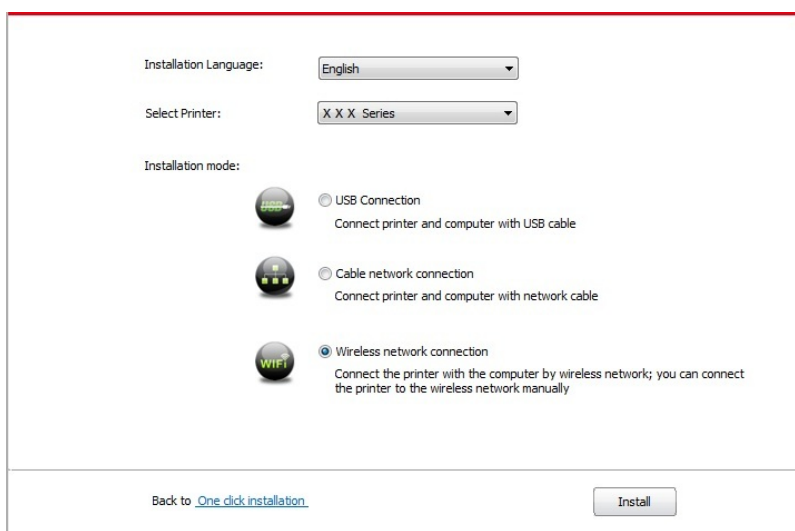 Installation Language:
English
Select Printer:
X X X Series
Installation mode:
USB
USB Connection
Connect printer and computer with USB cable
Cable network connection
Connect printer and computer with network cable
WiFi
Wireless network connection
Connect the printer with the computer by wireless network; you can connect
the printer to the wireless network manually
Back to One click installation
Install